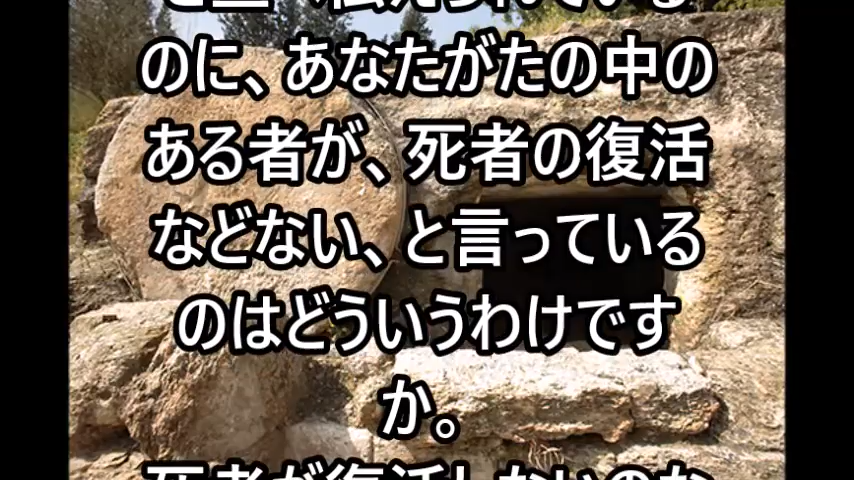 のに、あなたがたの中の
ある者が、死者の復活
などない、と言っている
のはどういうわけです
か。